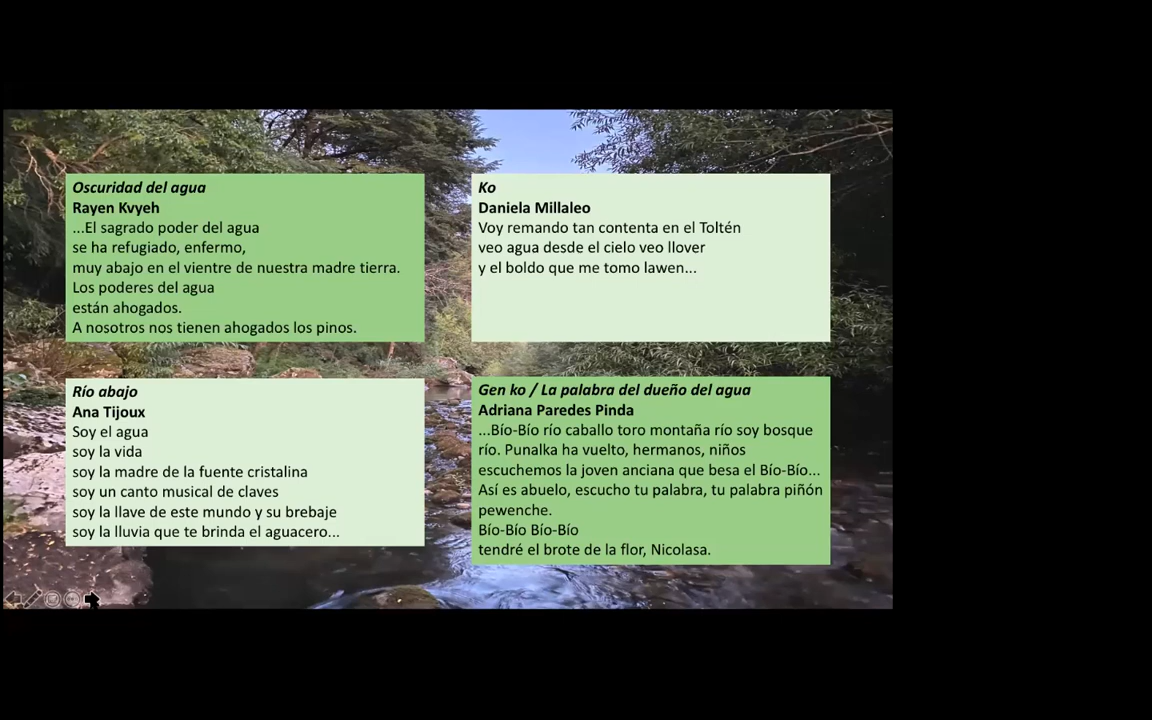 Oscuridad del agua
Rayen Kvyeh
...El sagrado poder del agua
se ha refugiado, enfermo,
muy abajo en el vientre de nuestra madre tierra.
Los poderes del agua
están ahogados.
A nosotros nos tienen ahogados los pinos.
Ko
Daniela Millaleo
Voy remando tan contenta en el Toltén
veo agua desde el cielo veo llover
y el boldo que me tomo lawen...
Río abajo
Ana Tijoux
Soy el agua
soy la vida
soy la madre de la fuente cristalina
soy un canto musical de claves
soy la llave de este mundo y su brebaje
soy la lluvia que te brinda el aguacero...
Gen ko / La palabra del dueño del agua
Adriana Paredes Pinda
...Bío-Bío río caballo toro montaña río soy bosque
río. Punalka ha vuelto, hermanos, niños
escuchemos la joven anciana que besa el Bío-Bío...
Así es abuelo, escucho tu palabra, tu palabra piñón
pewenche.
Bío-Bío Bío-Bío
tendré el brote de la flor, Nicolasa.